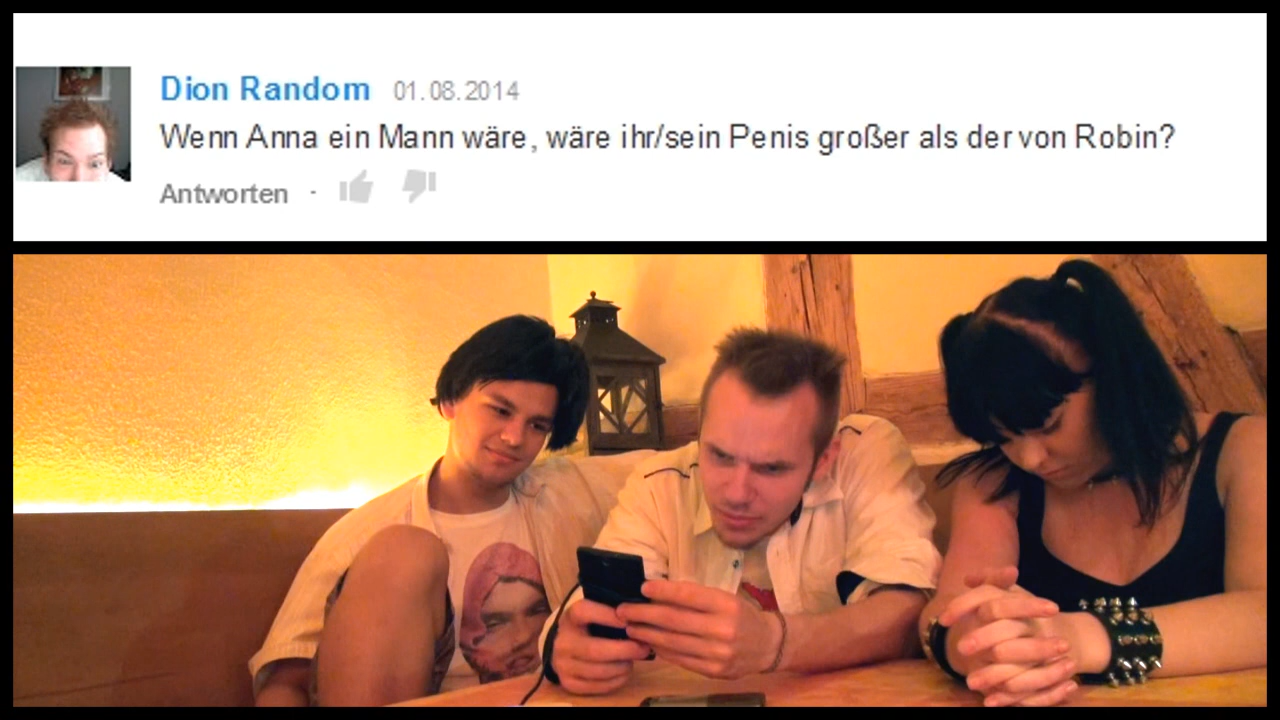 Dion Random 01.08.2014
Wenn Anna ein Mann wäre, wäre ihr/sein Penis großer als der von Robin?
Antworten ·